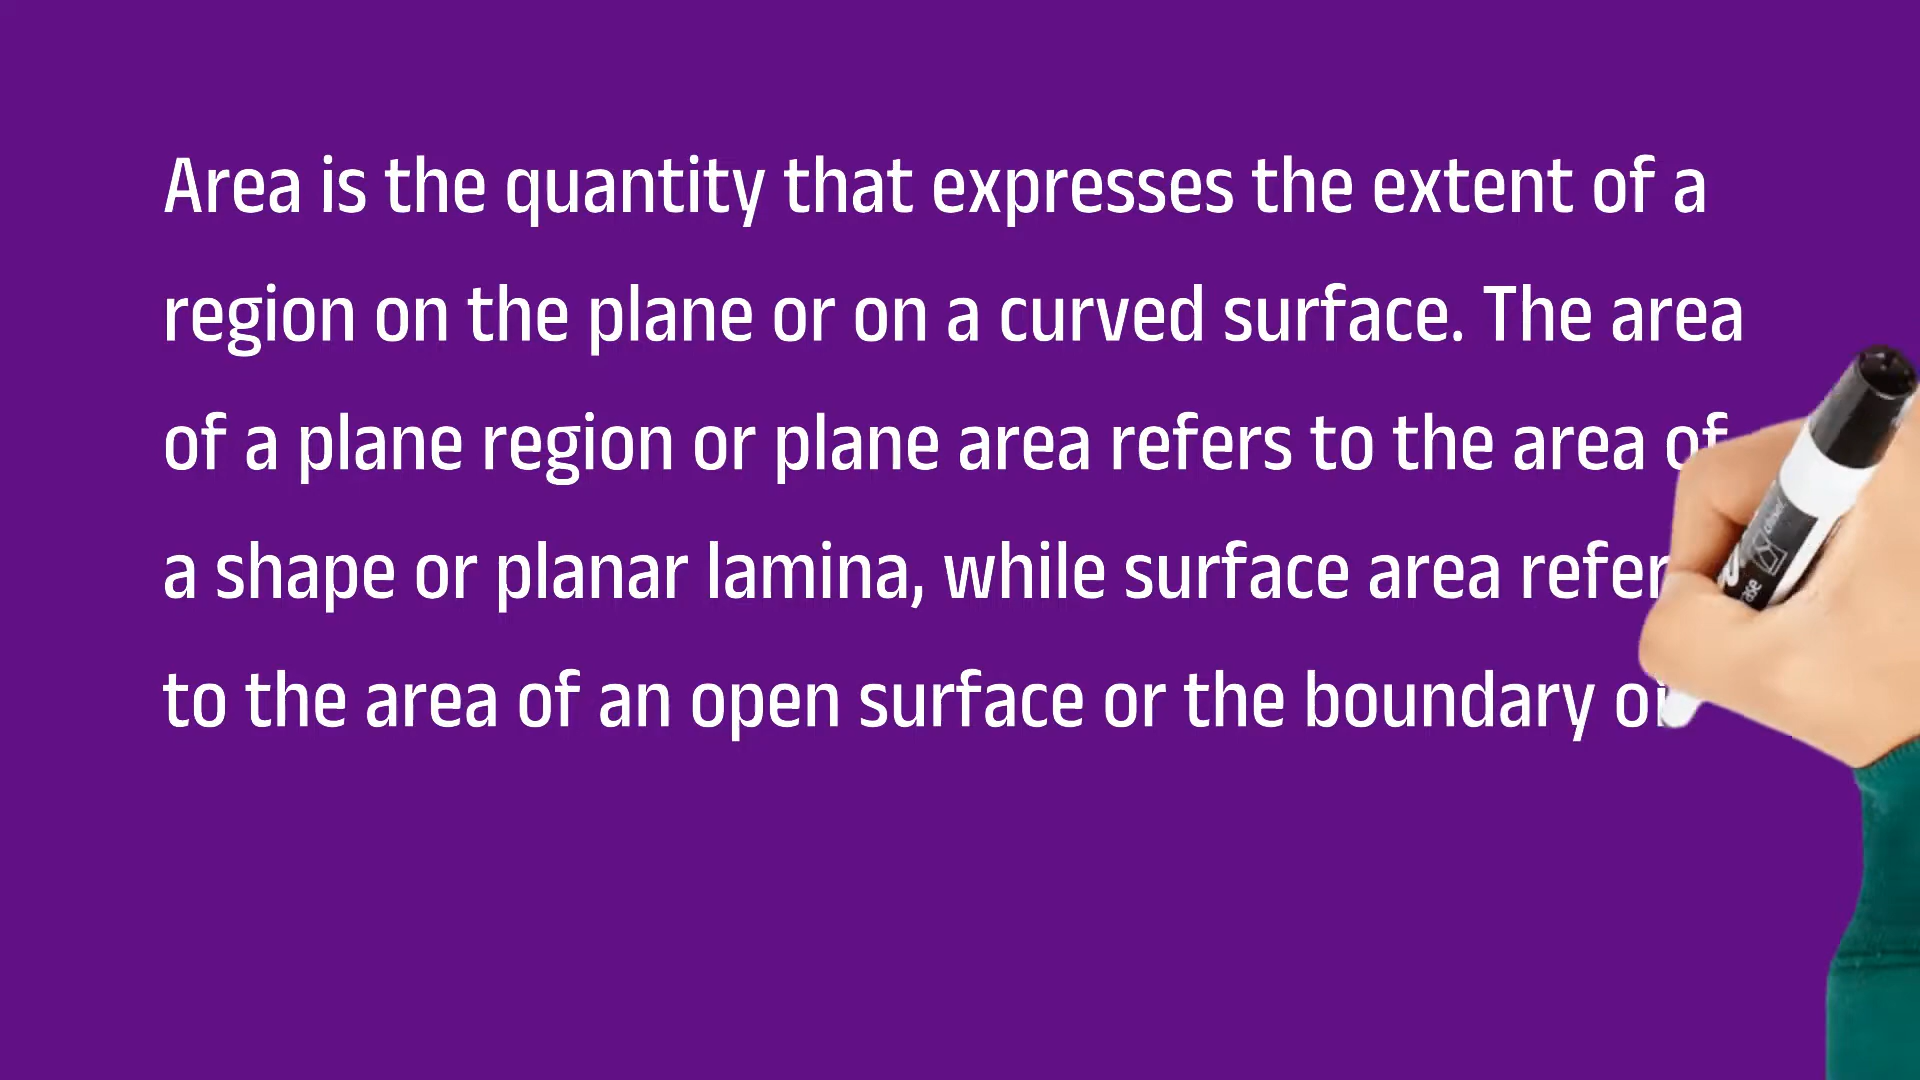 Area is the quantity that expresses the extent of a
region on the plane or on a curved surface. The area
of a plane region or plane area refers to the area of
a shape or planar lamina, while surface area
to the area of an open surface or the boundary